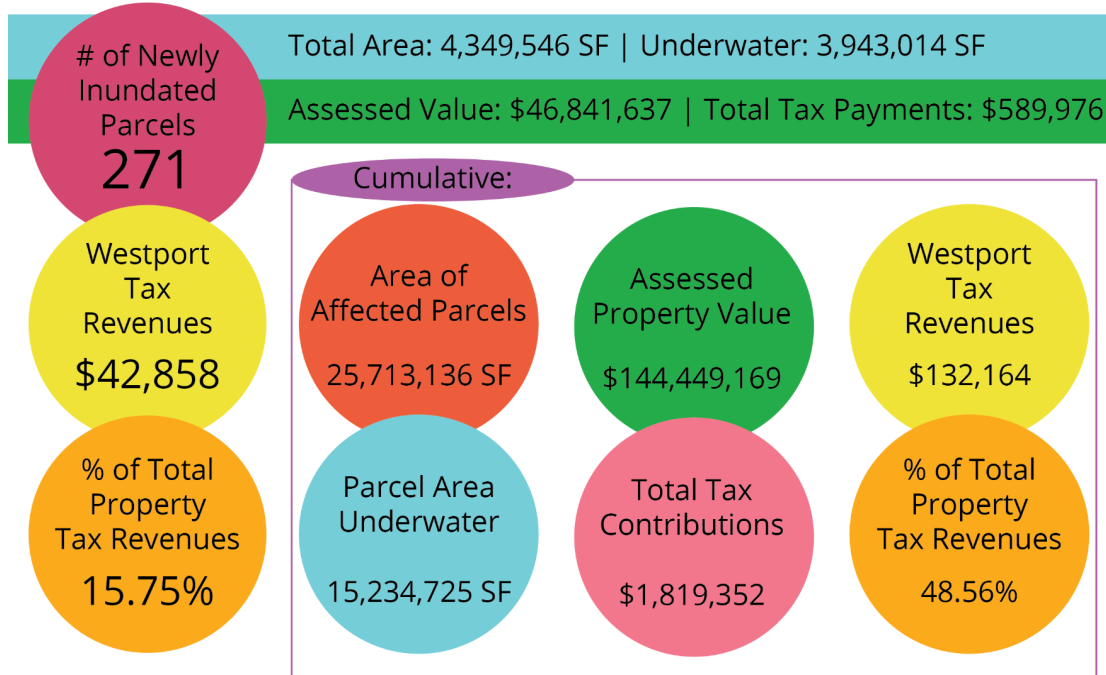 # of Newly
Inundated
Parcels
271
Total Area: 4,349,546 SF | Underwater: 3,943,014 SF
Assessed Value: $46,841,637 | Total Tax Payments: $589,976
Westport
Tax
Revenues
$42,858
% of Total
Property
Tax Revenues
15.75%
Cumulative:
Area of
Affected Parcels
25,713,136 SF
Parcel Area
Underwater
15,234,725 SF
Assessed
Property Value
$144,449,169
Total Tax
Contributions
$1,819,352
Westport
Tax
Revenues
$132,164
% of Total
Property
Tax Revenues
48.56%